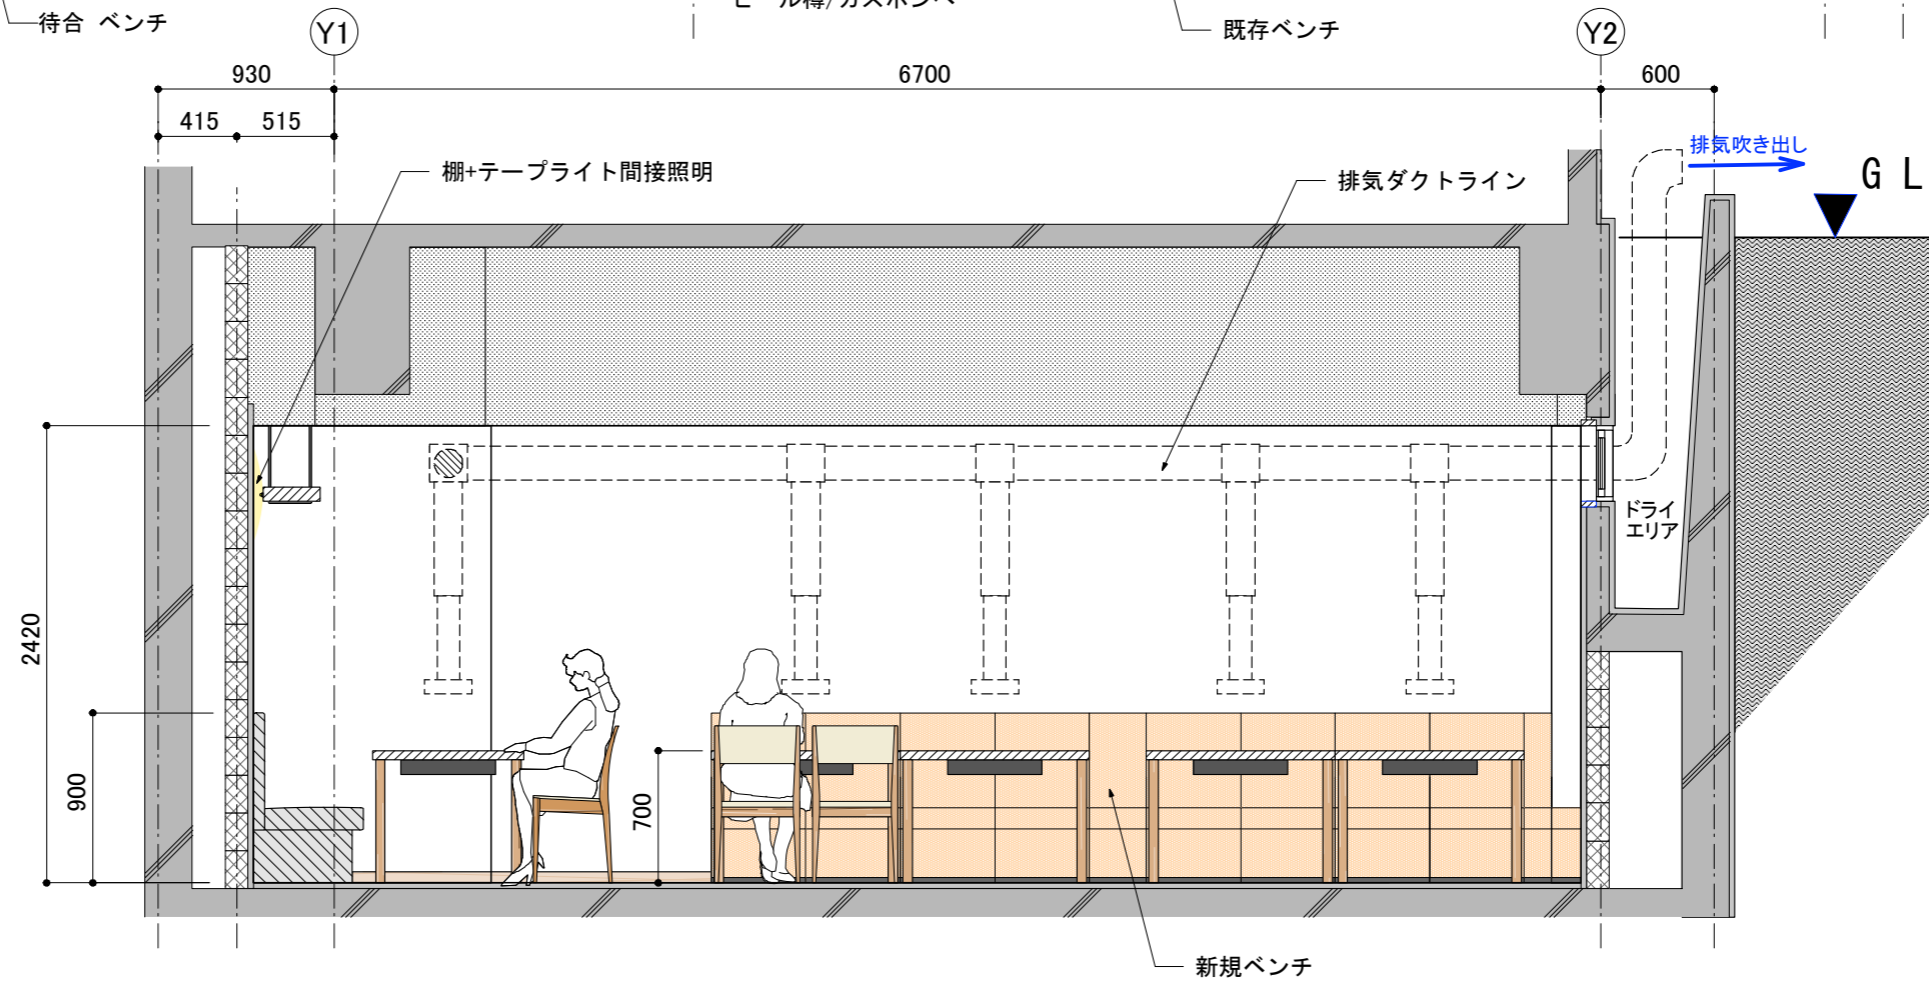 待合 ベンチ
Y1
既存ベンチ
Y2
930
6700
600
415
515
排気吹き出し
棚+テープライト間接照明
排気ダクトライン
GL
ドライ
エリア
2420
900
700
新規ベンチ